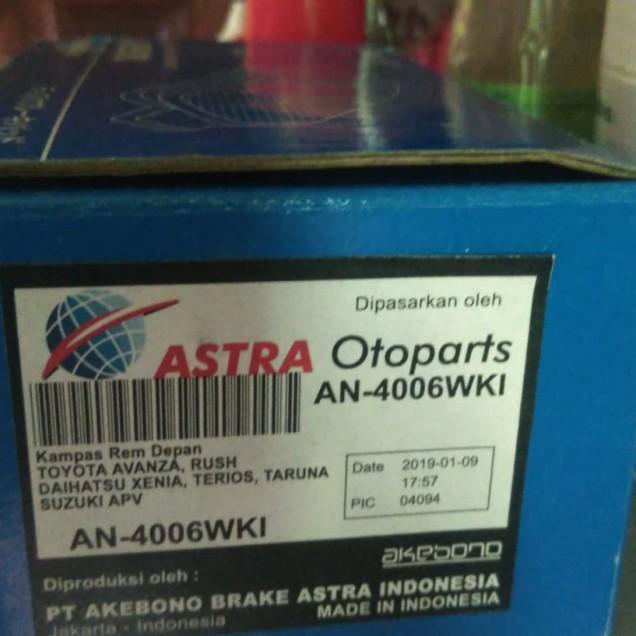 Dipasarkan oleh
ASTRA Otoparts
AN-4006WKI
Kampas Rem Depan
TOYOTA AVANZA, RUSH
DAIHATSU XENIA, TERIOS, TARUNA
SUZUKI APV
Date 2019-01-09
17:57
PIC 04094
AN-4006WKI
akebono
Diproduksi oleh :
PT AKEBONO BRAKE ASTRA INDONESIA
MADE IN INDONESIA
Jakarta - Indonesia